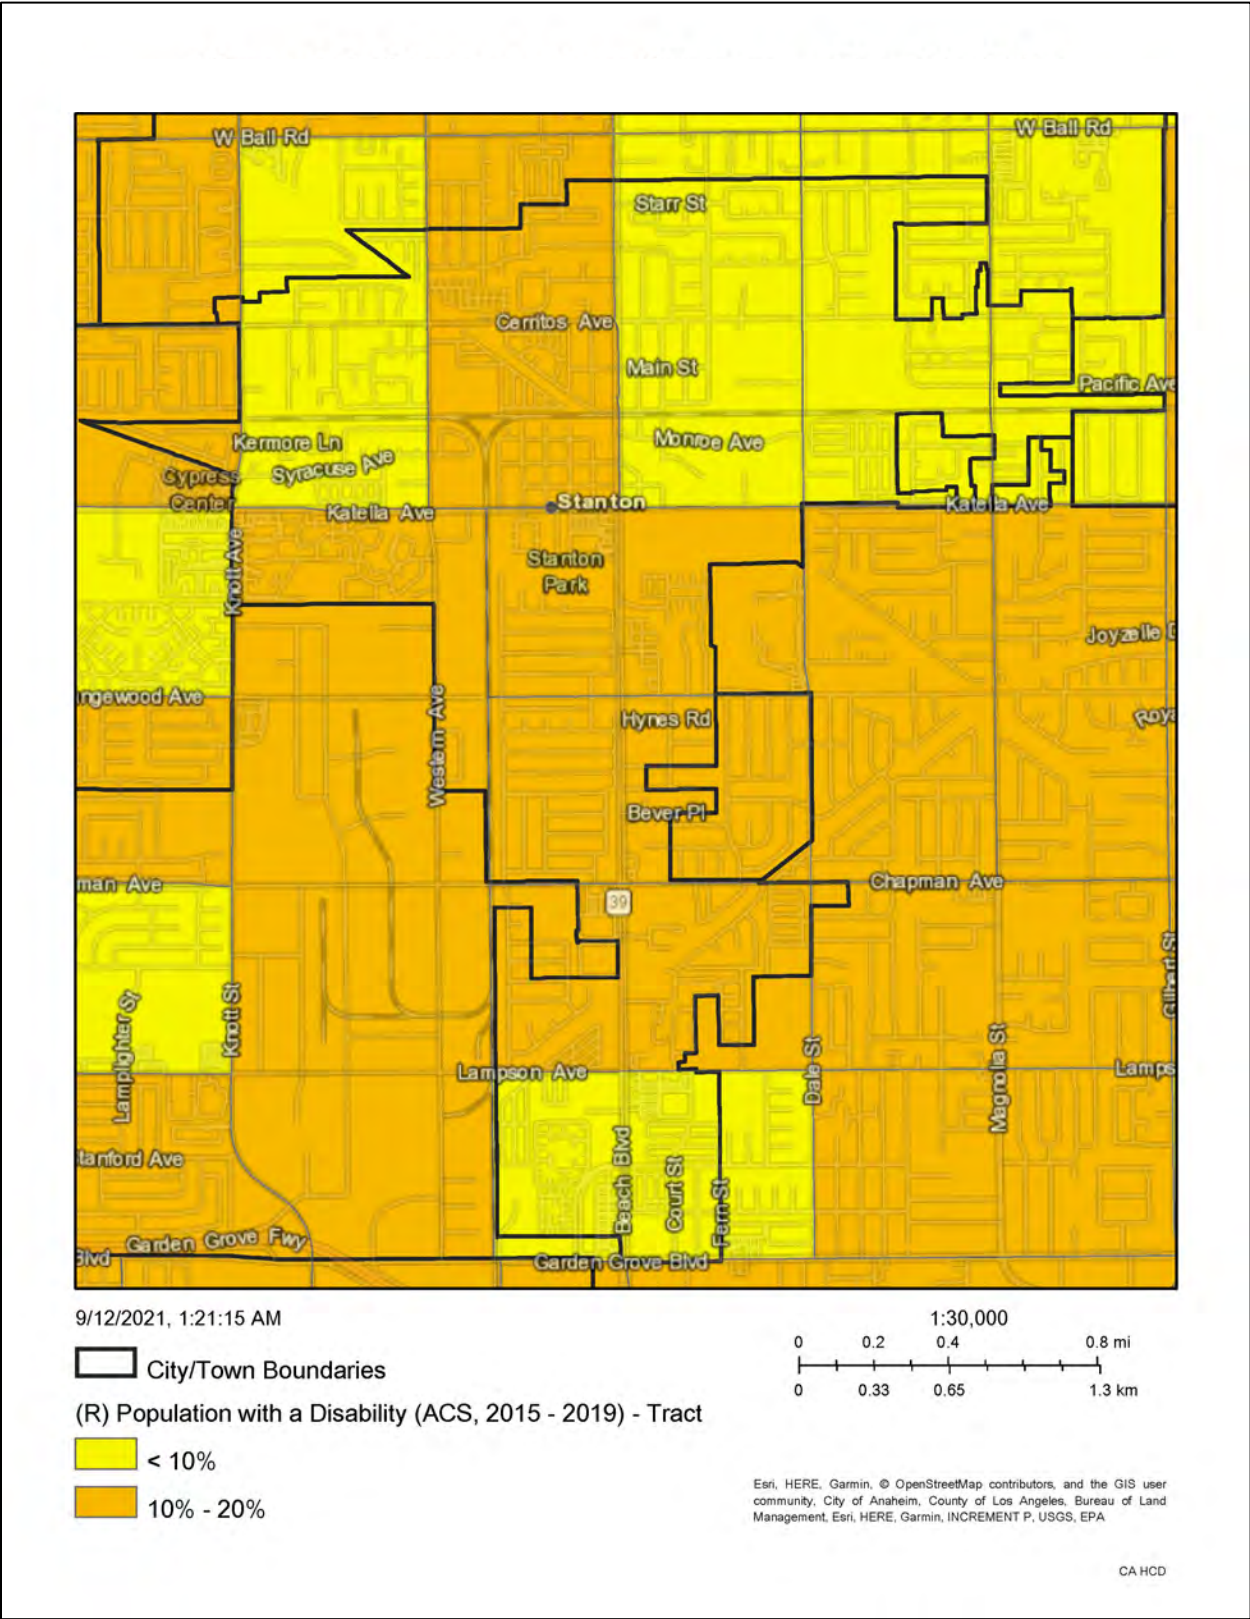 W Ball Rd
W Ball Rd
Starr St
Cerritos Ave
Main St
Pacific Ave
Kermore Ln
Monroe Ave
Syracuse Ave
Cypress
Center
Stanton
Katella Ave
Katella Ave
Knott Ave
Stanton
Park
Joyzelle D
ngewood Ave
Western Ave
Hynes Rd
Roya
Bever Pl
man Ave
Chapman Ave
39
Gilbert St
Lamplighter St
Knott St
Lampson Ave
Dale St
Magnolia St
Lamps
tanford Ave
Beach Blvd
Court St
Fern St
Garden Grove Fwy
Blvd
Garden Grove Blvd
9/12/2021, 1:21:15 AM
1:30,000
0 0.2 0.4 0.8 mi
0 0.33 0.65 1.3 km
City/Town Boundaries
(R) Population with a Disability (ACS, 2015 - 2019) - Tract
< 10%
10% - 20%
Esri, HERE, Garmin, © OpenStreetMap contributors, and the GIS user
community, City of Anaheim, County of Los Angeles, Bureau of Land
Management, Esri, HERE, Garmin, INCREMENT P, USGS, EPA
CA HCD